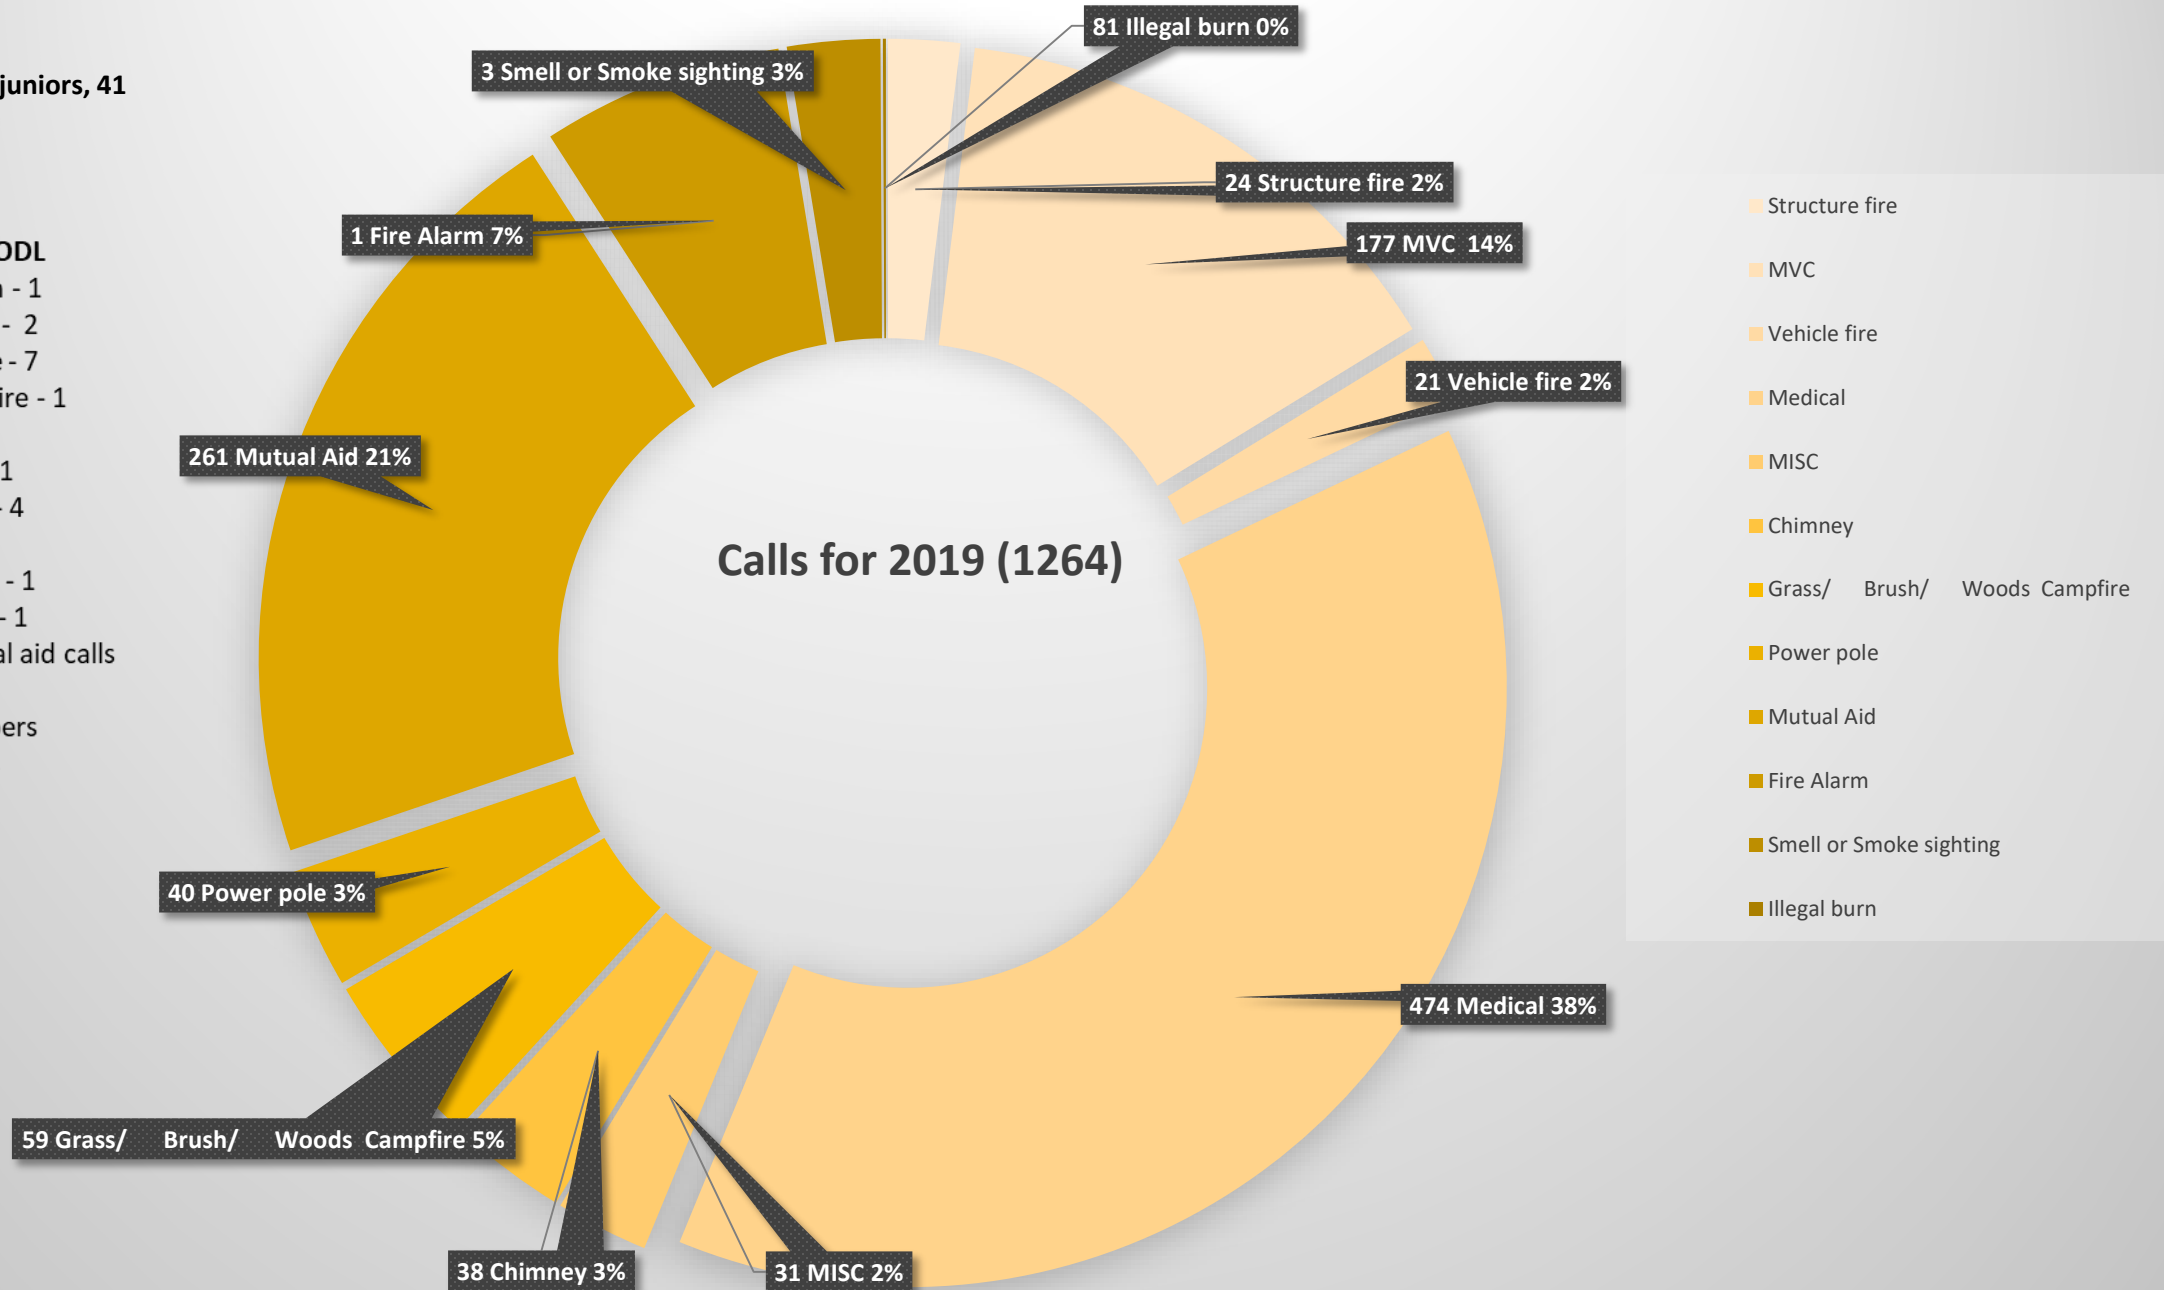 juniors, 41
ODL
- 1
- 2
- 7
ire - 1
1
- 4
- 1
- 1
al aid calls
ers
81 Illegal burn 0%
3 Smell or Smoke sighting 3%
24 Structure fire 2%
1 Fire Alarm 7%
177 MVC 14%
21 Vehicle fire 2%
261 Mutual Aid 21%
Calls for 2019 (1264)
40 Power pole 3%
474 Medical 38%
59 Grass/ Brush/ Woods Campfire 5%
38 Chimney 3%
31 MISC 2%
Structure fire
MVC
Vehicle fire
Medical
MISC
Chimney
Grass/ Brush/ Woods Campfire
Power pole
Mutual Aid
Fire Alarm
Smell or Smoke sighting
Illegal burn